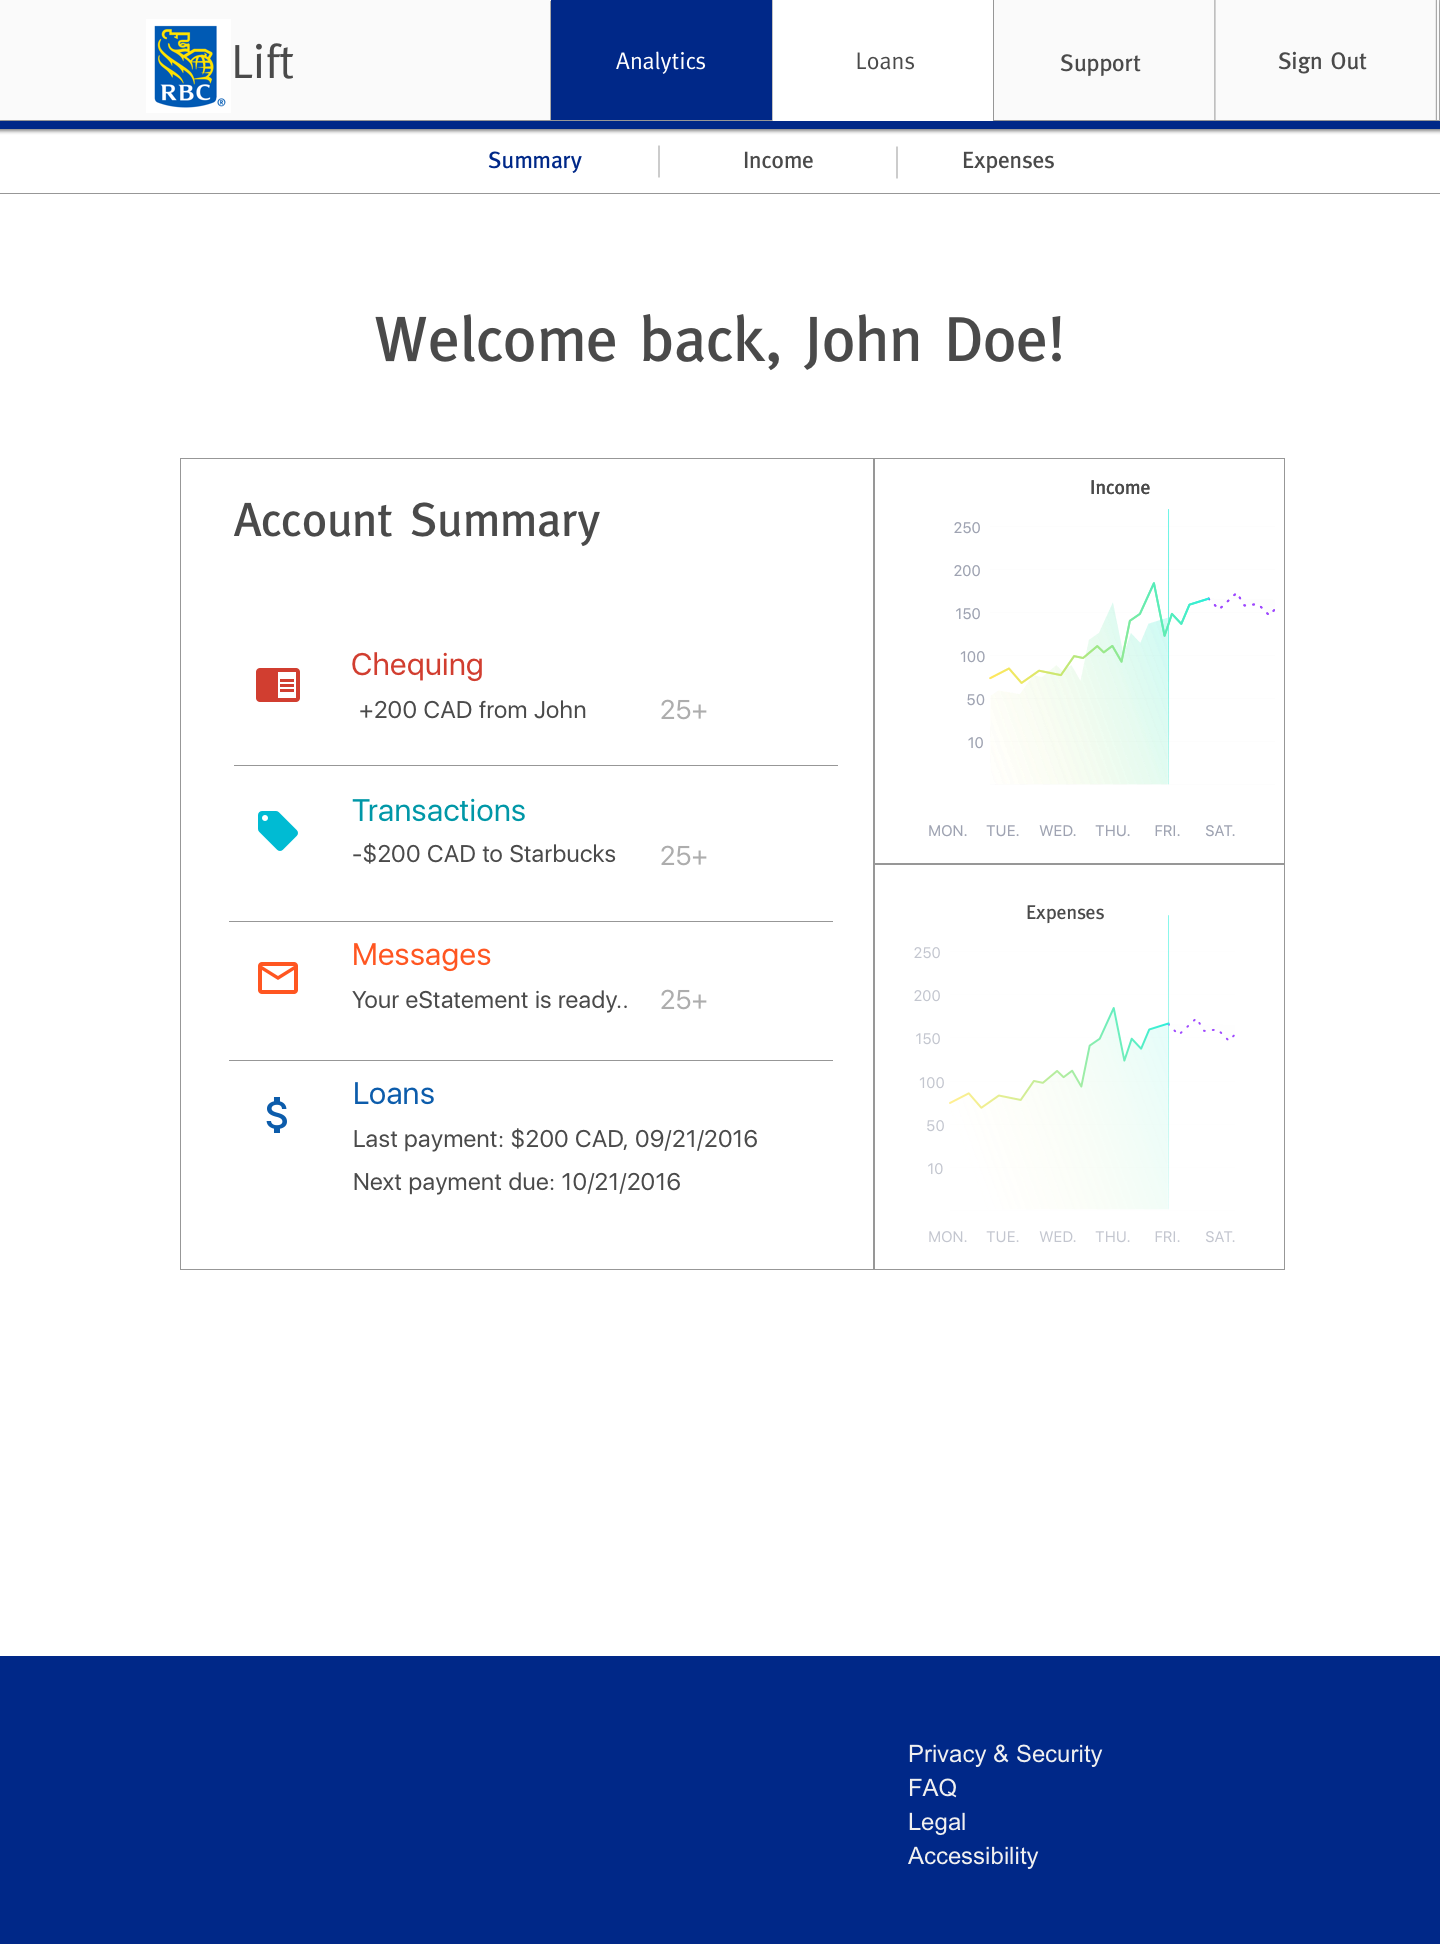 RBC
®
Lift
Analytics
Loans
Support
Sign Out
Summary
Income
Expenses
Welcome back, John Doe!
Account Summary
Chequing
+200 CAD from John
25+
Transactions
-$200 CAD to Starbucks
25+
Messages
Your eStatement is ready..
25+
Loans
Last payment: $200 CAD, 09/21/2016
Next payment due: 10/21/2016
Income
250
200
150
100
50
10
MON. TUE. WED. THU. FRI. SAT.
Expenses
250
200
150
100
50
10
MON. TUE. WED. THU. FRI. SAT.
Privacy & Security
FAQ
Legal
Accessibility